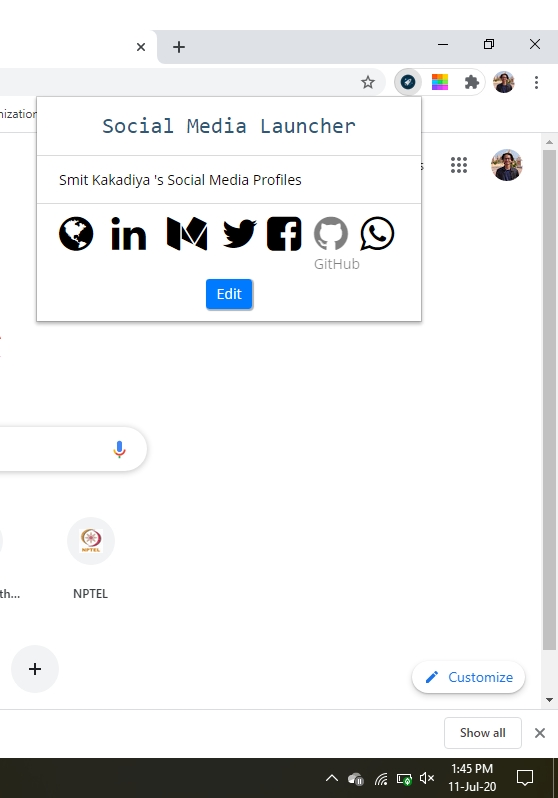 nization
Social Media Launcher
s
Smit Kakadiya 's Social Media Profiles
in
GitHub
Edit
NPTEL
th...
NPTEL
Customize
Show all
1:45 PM
11-Jul-20